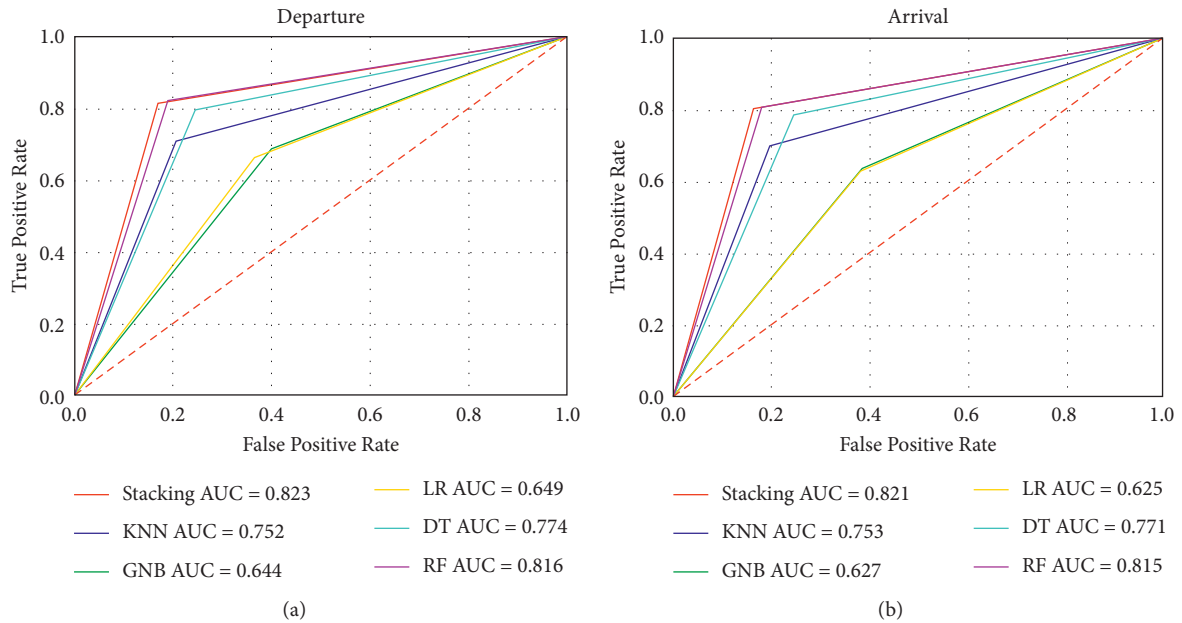 Departure
True Positive Rate
1.0
0.8
0.6
0.4
0.2
0.0
0.0 0.2 0.4 0.6 0.8 1.0
False Positive Rate
Stacking AUC = 0.823
KNN AUC = 0.752
GNB AUC = 0.644
LR AUC = 0.649
DT AUC = 0.774
RF AUC = 0.816
(a)
Arrival
True Positive Rate
1.0
0.8
0.6
0.4
0.2
0.0
0.0 0.2 0.4 0.6 0.8 1.0
False Positive Rate
Stacking AUC = 0.821
KNN AUC = 0.753
GNB AUC = 0.627
LR AUC = 0.625
DT AUC = 0.771
RF AUC = 0.815
(b)